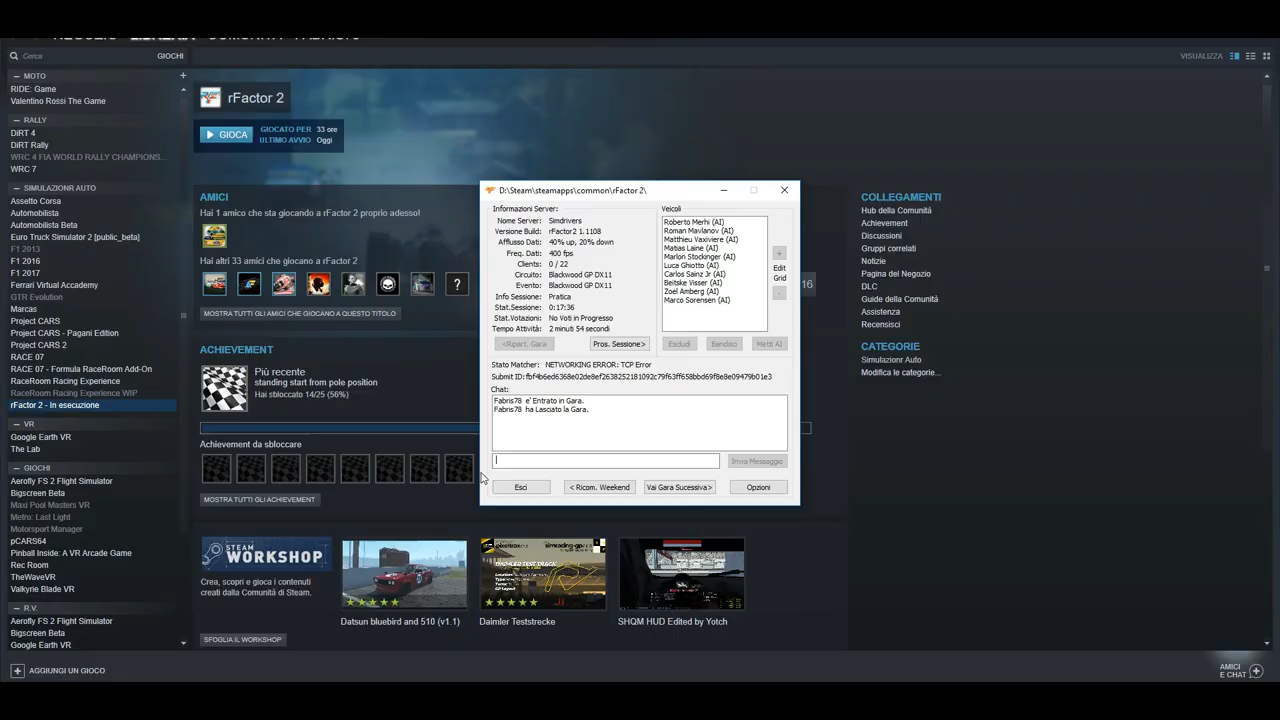 Cerca
GIOCHI
VISUALIZZA
MOTO
RIDE: Game
Valentino Rossi The Game
RALLY
DiRT 4
DiRT Rally
WRC 4 FIA WORLD RALLY CHAMPIONS...
WRC 7
SIMULAZIONR AUTO
Assetto Corsa
Automobilista
Automobilista Beta
Euro Truck Simulator 2 [public_beta]
F1 2013
F1 2016
F1 2017
Ferrari Virtual Academy
GTR Evolution
Marcas
Project CARS
Project CARS - Pagani Edition
Project CARS 2
RACE 07
RACE 07 - Formula RaceRoom Add-On
RaceRoom Racing Experience
RaceRoom Racing Experience WIP
rFactor 2 - In esecuzione
VR
Google Earth VR
The Lab
GIOCHI
Aerofly FS 2 Flight Simulator
Bigscreen Beta
Maxi Pool Masters VR
Metro: Last Light
Motorsport Manager
pCARS64
Pinball Inside: A VR Arcade Game
Rec Room
TheWaveVR
Valkyrie Blade VR
R.V.
Aerofly FS 2 Flight Simulator
Bigscreen Beta
Google Earth VR
AGGIUNGI UN GIOCO
rFactor 2
GIOCA
GIOCATO PER 33 ore
ULTIMO AVVIO Oggi
AMICI
Hai 1 amico che sta giocando a rFactor 2 proprio adesso!
Hai altri 33 amici che giocano a rFactor 2
?
16
MOSTRA TUTTI GLI AMICI CHE GIOCANO A QUESTO TITOLO
ACHIEVEMENT
Più recente
standing start from pole position
Hai sbloccato 14/25 (56%)
Achievement da sbloccare
MOSTRA TUTTI GLI ACHIEVEMENT
STEAM WORKSHOP
Crea, scopri e gioca i contenuti
creati dalla Comunità di Steam.
SFOGLIA IL WORKSHOP
Datsun bluebird and 510 (v1.1)
Daimler Teststrecke
SHQM HUD Edited by Yotch
D:\Steam\steamapps\common\rFactor 2\
Informazioni Server:
Nome Server: Simdrivers
Versione Build: rFactor2 1.1108
Afflusso Dati: 40% up, 20% down
Freq. Dati: 400 fps
Clients: 0 / 22
Circuito: Blackwood GP DX11
Evento: Blackwood GP DX11
Info Sessione: Pratica
Stat.Sessione: 0:17:36
Stat.Votazioni: No Voti in Progresso
Tempo Attività: 2 minuti 54 secondi
<Ripart. Gara
Pros. Sessione>
Veicoli
Roberto Merhi (AI)
Roman Mavlanov (AI)
Matthieu Vaxiviere (AI)
Matias Laine (AI)
Marlon Stockinger (AI)
Luca Ghiotto (AI)
Carlos Sainz Jr (AI)
Beitske Visser (AI)
Zoel Amberg (AI)
Marco Sorensen (AI)
+
Edit
Grid
-
Escludi
Bandisci
Metti AI
Stato Matcher: NETWORKING ERROR: TCP Error
Submit ID:fbf4b6ed6368e02de8ef2638252181092c79f63ff658bbd69f8e8e09479b01e3
Chat:
Fabris78 e' Entrato in Gara.
Fabris78 ha Lasciato la Gara.
Invia Messaggio
Esci
< Ricom. Weekend
Vai Gara Sucessiva>
Opzioni
COLLEGAMENTI
Hub della Comunità
Achievement
Discussioni
Gruppi correlati
Notizie
Pagina del Negozio
DLC
Guide della Comunità
Assistenza
Recensisci
CATEGORIE
Simulazionr Auto
Modifica le categorie...
AMICI
E CHAT